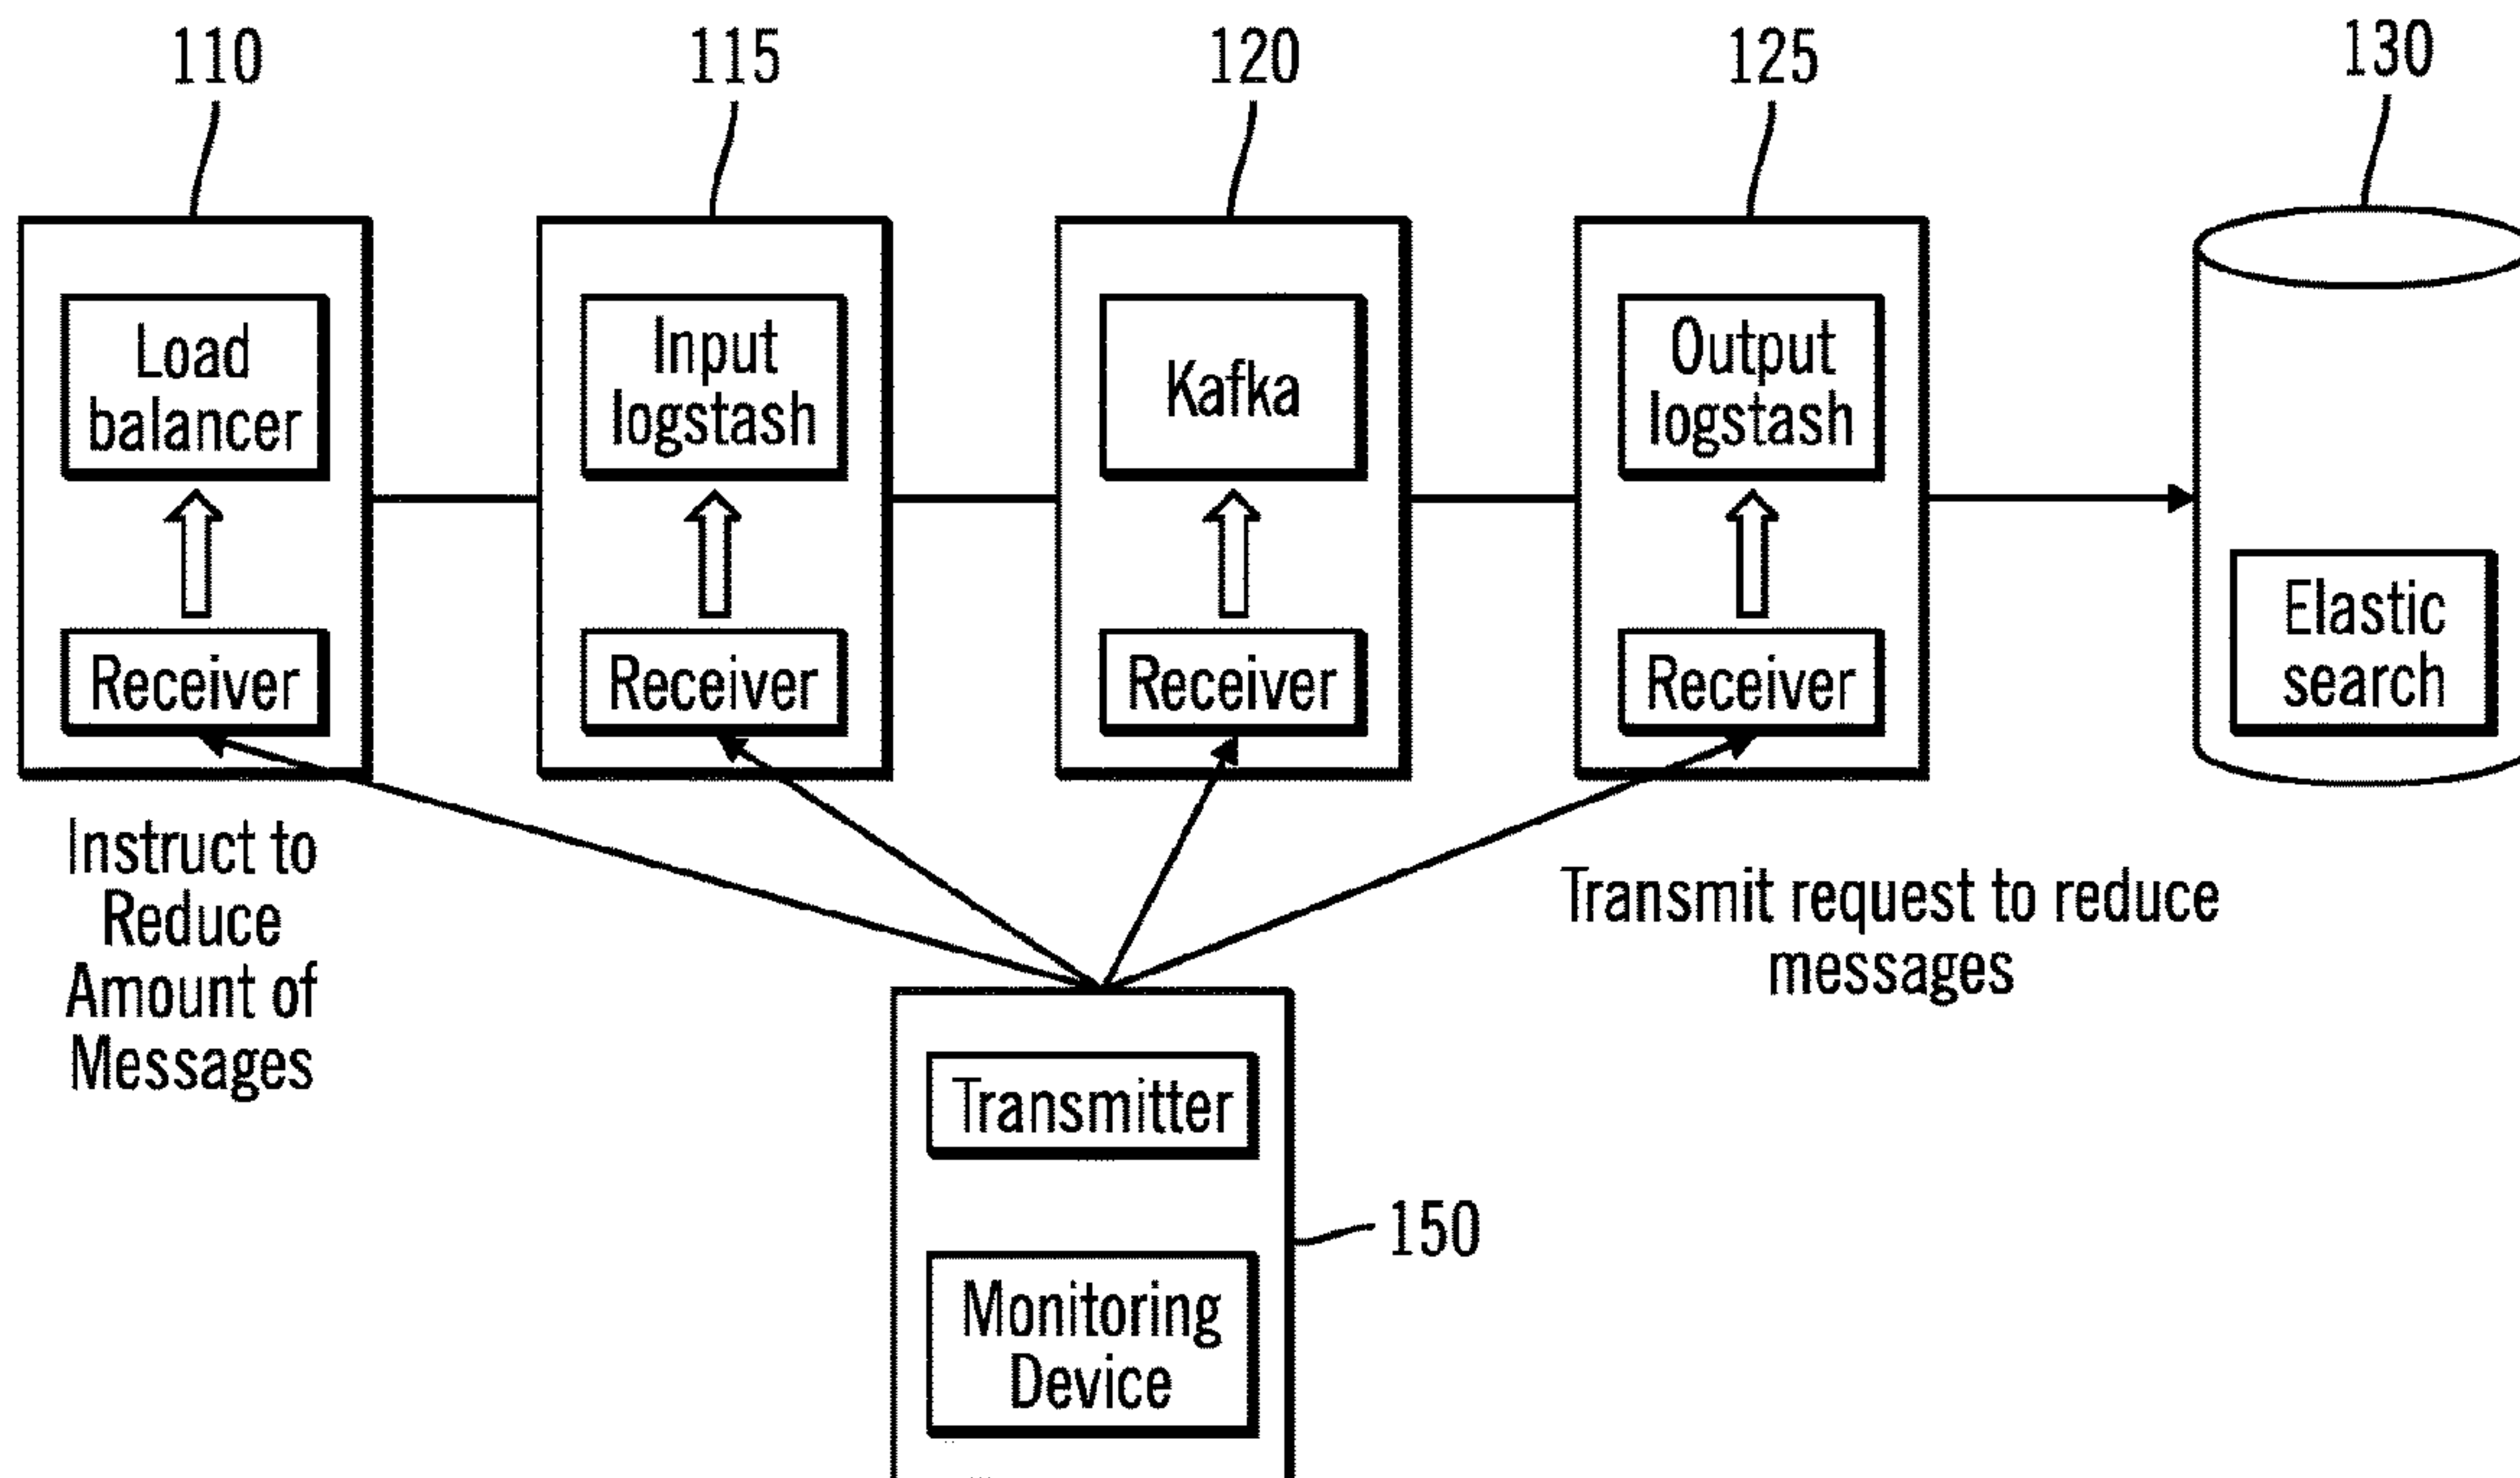 110
115
120
125
130
Load
balancer
Input
logstash
Kafka
Output
logstash
Elastic
search
Receiver
Receiver
Receiver
Receiver
Instruct to
Reduce
Amount of
Messages
Transmit request to reduce
messages
Transmitter
150
Monitoring
Device